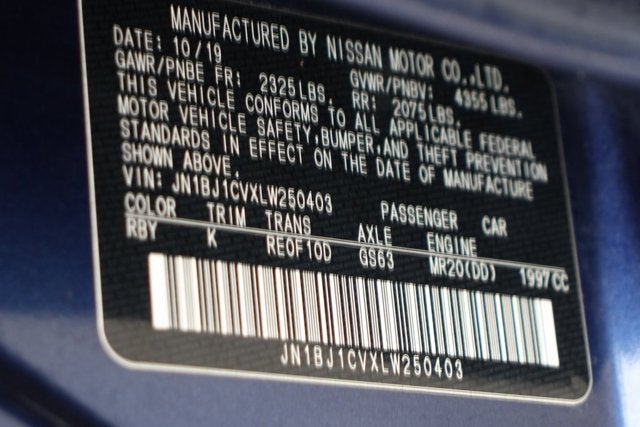 MANUFACTURED BY NISSAN MOTOR CO.,LTD.
DATE: 10/19
GAWR/PNBE FR: 2325LBS. GVWR/PNBV: 4355LBS.
RR: 2075LBS.
THIS VEHICLE CONFORMS TO ALL APPLICABLE FEDERAL
MOTOR VEHICLE SAFETY,BUMPER,AND THEFT PREVENTION
STANDARDS IN EFFECT ON THE DATE OF MANUFACTURE
SHOWN ABOVE.
VIN: JN1BJ1CVXLW250403 PASSENGER CAR
COLOR TRIM TRANS AXLE ENGINE
RBY K RE0F10D GS63 MR20(DD) 1997CC
JN1BJ1CVXLW250403